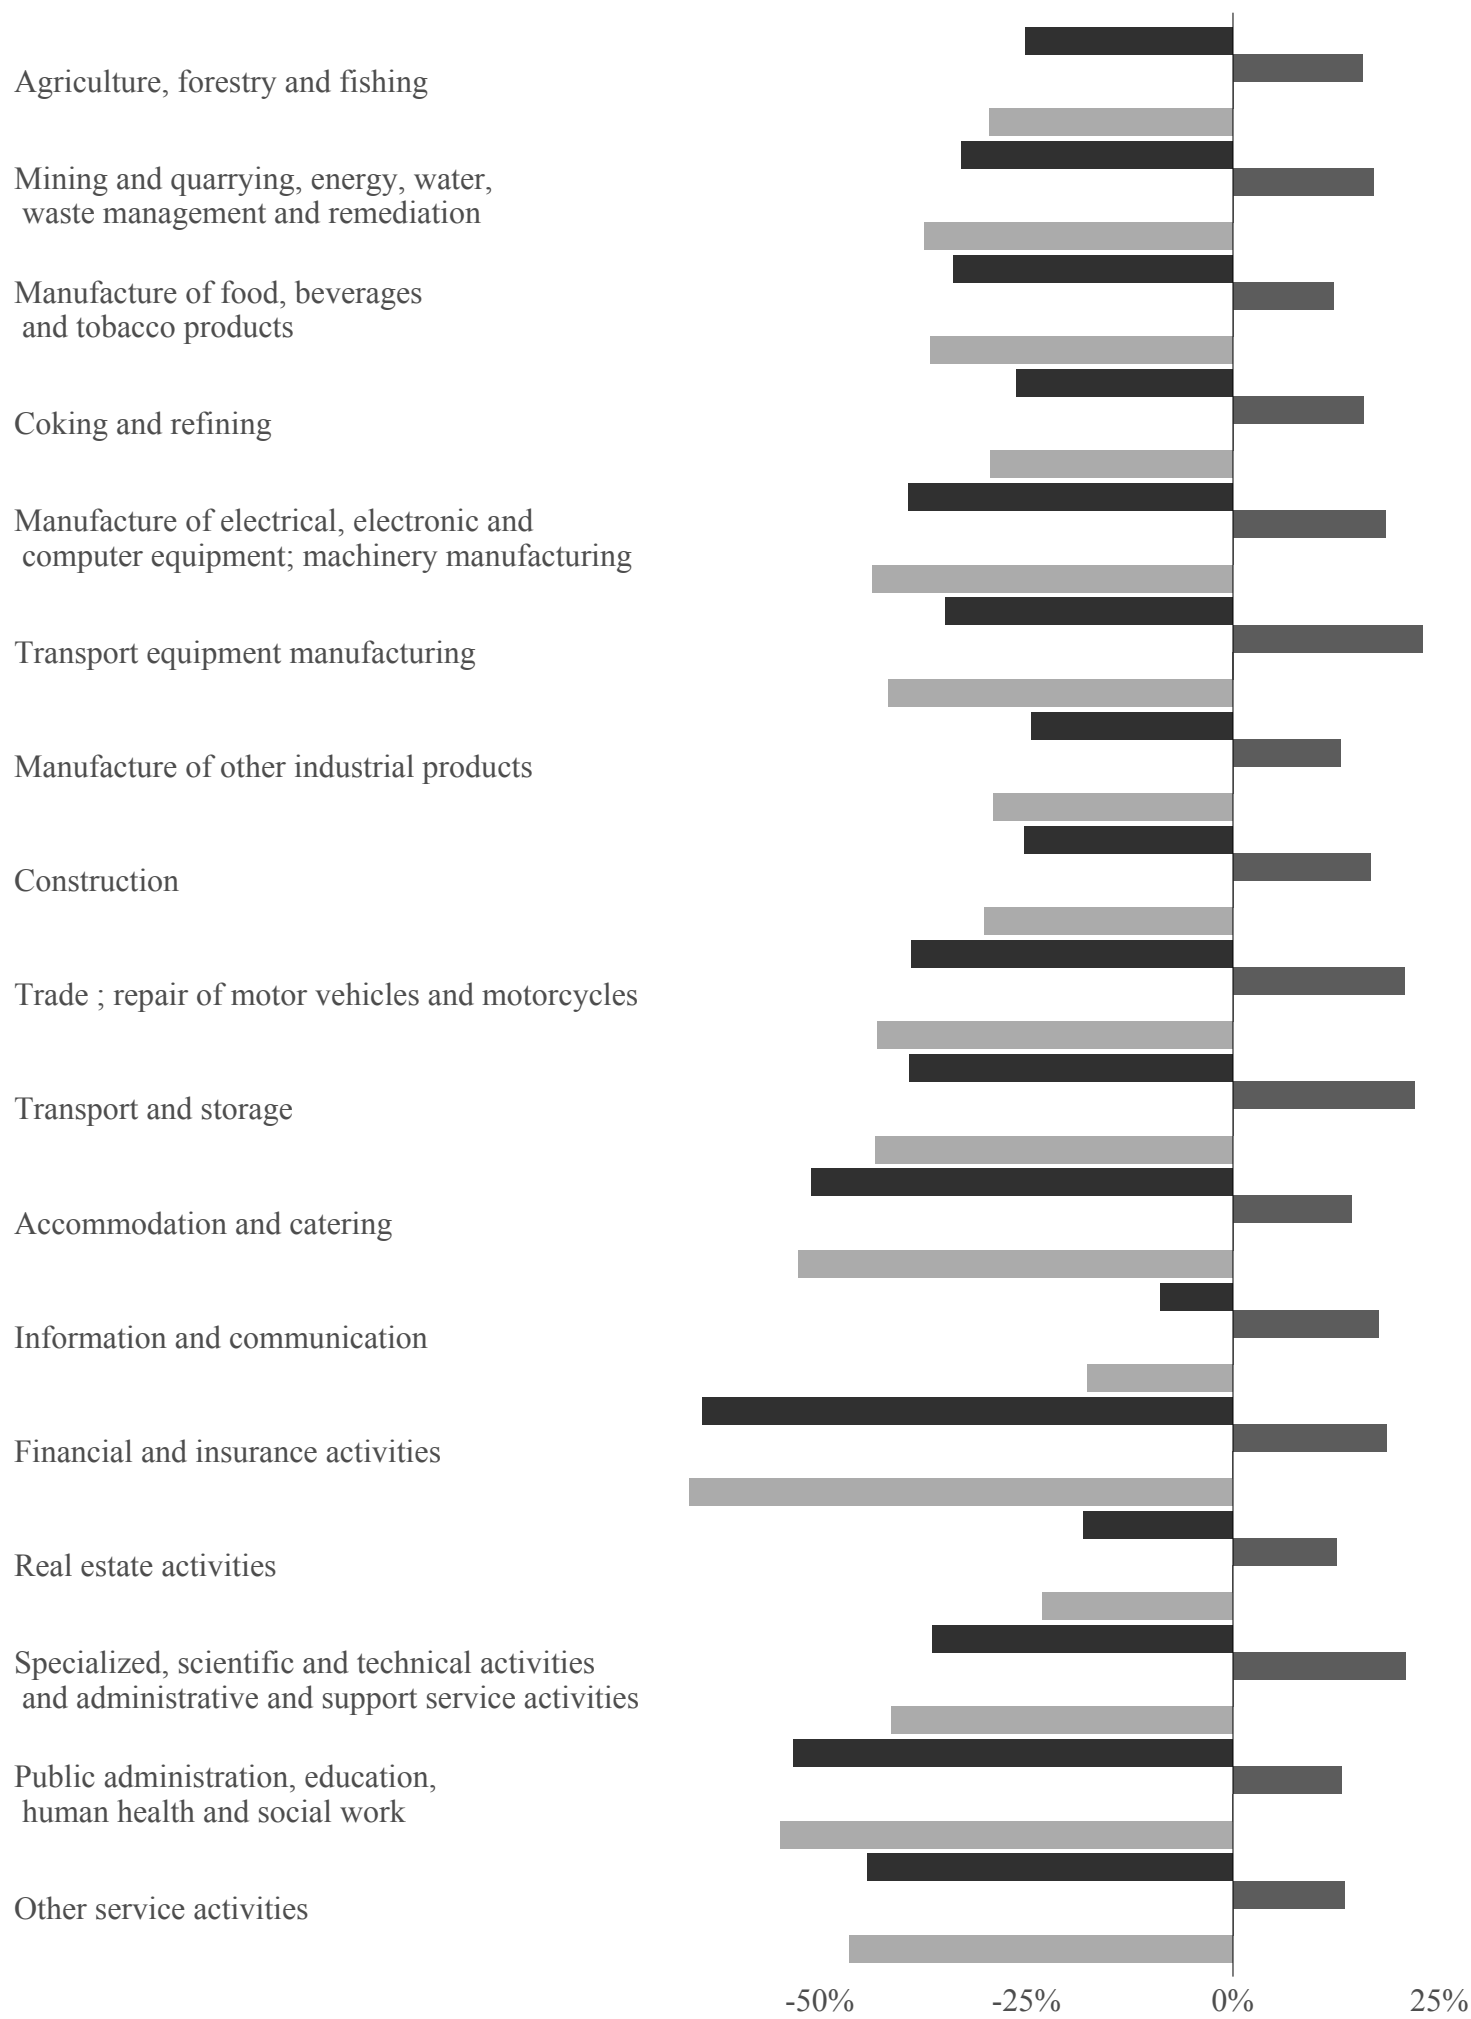 Agriculture, forestry and fishing
Mining and quarrying, energy, water,
waste management and remediation
Manufacture of food, beverages
and tobacco products
Coking and refining
Manufacture of electrical, electronic and
computer equipment; machinery manufacturing
Transport equipment manufacturing
Manufacture of other industrial products
Construction
Trade ; repair of motor vehicles and motorcycles
Transport and storage
Accommodation and catering
Information and communication
Financial and insurance activities
Real estate activities
Specialized, scientific and technical activities
and administrative and support service activities
Public administration, education,
human health and social work
Other service activities
-50% -25% 0% 25%